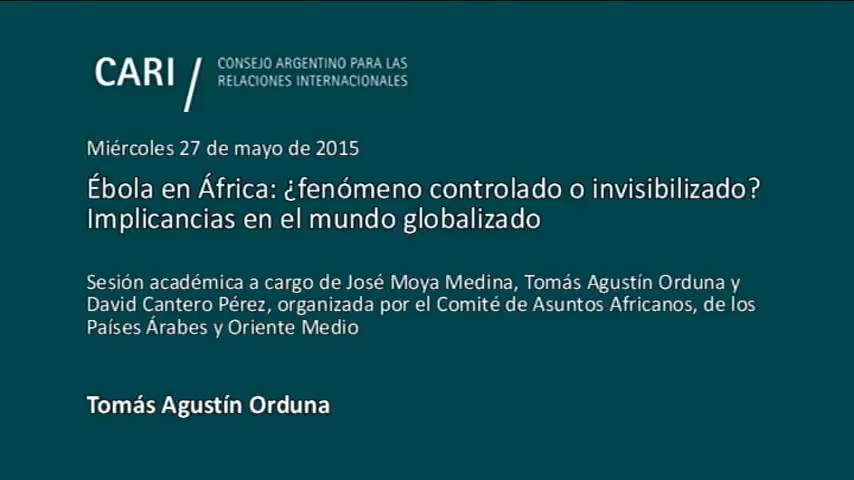 CARI
CONSEJO ARGENTINO PARA LAS
RELACIONES INTERNACIONALES
Miércoles 27 de mayo de 2015
Ébola en África: ¿fenómeno controlado o invisibilizado?
Implicancias en el mundo globalizado
Sesión académica a cargo de José Moya Medina, Tomás Agustín Orduna y
David Cantero Pérez, organizada por el Comité de Asuntos Africanos, de los
Países Árabes y Oriente Medio
Tomás Agustín Orduna